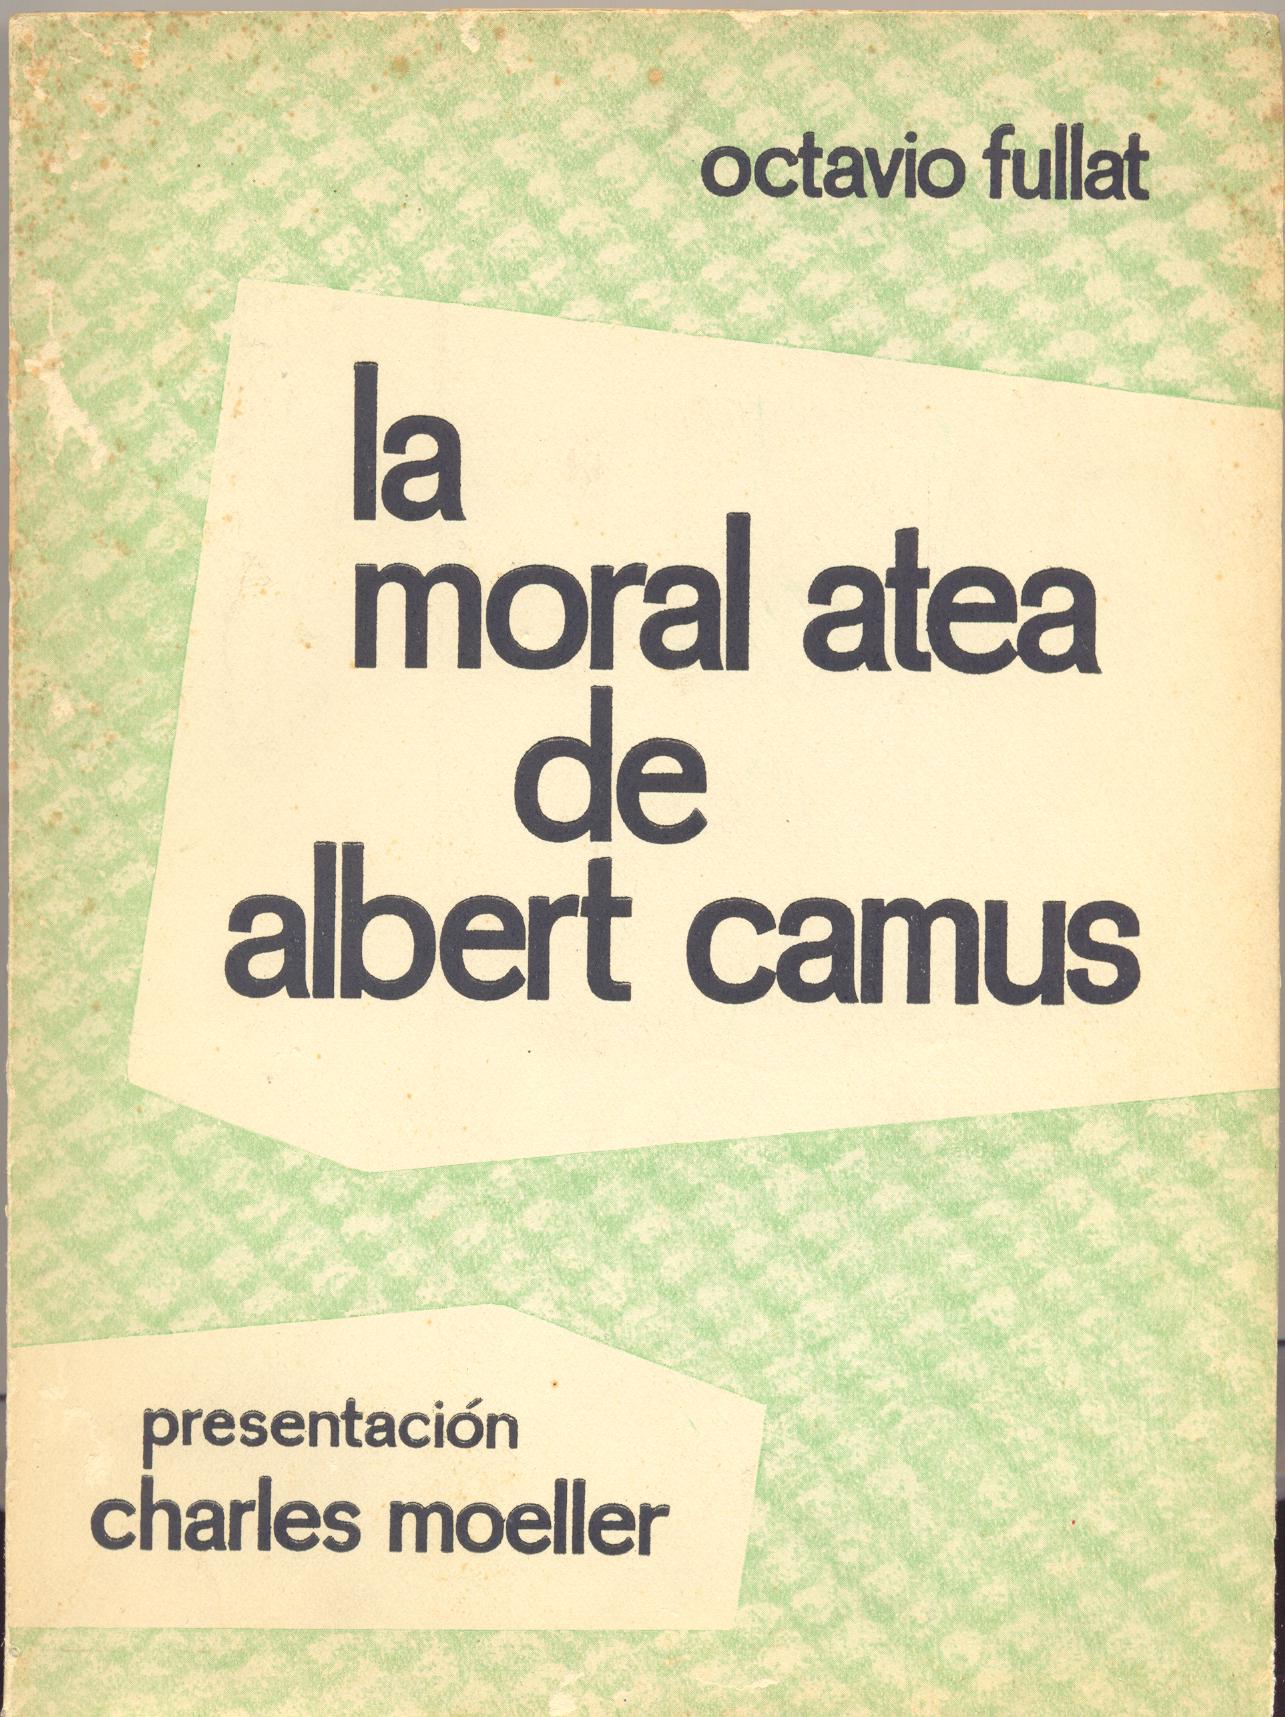 octavio fullat
la
moral atea
de
albert camus
presentación
charles moeller